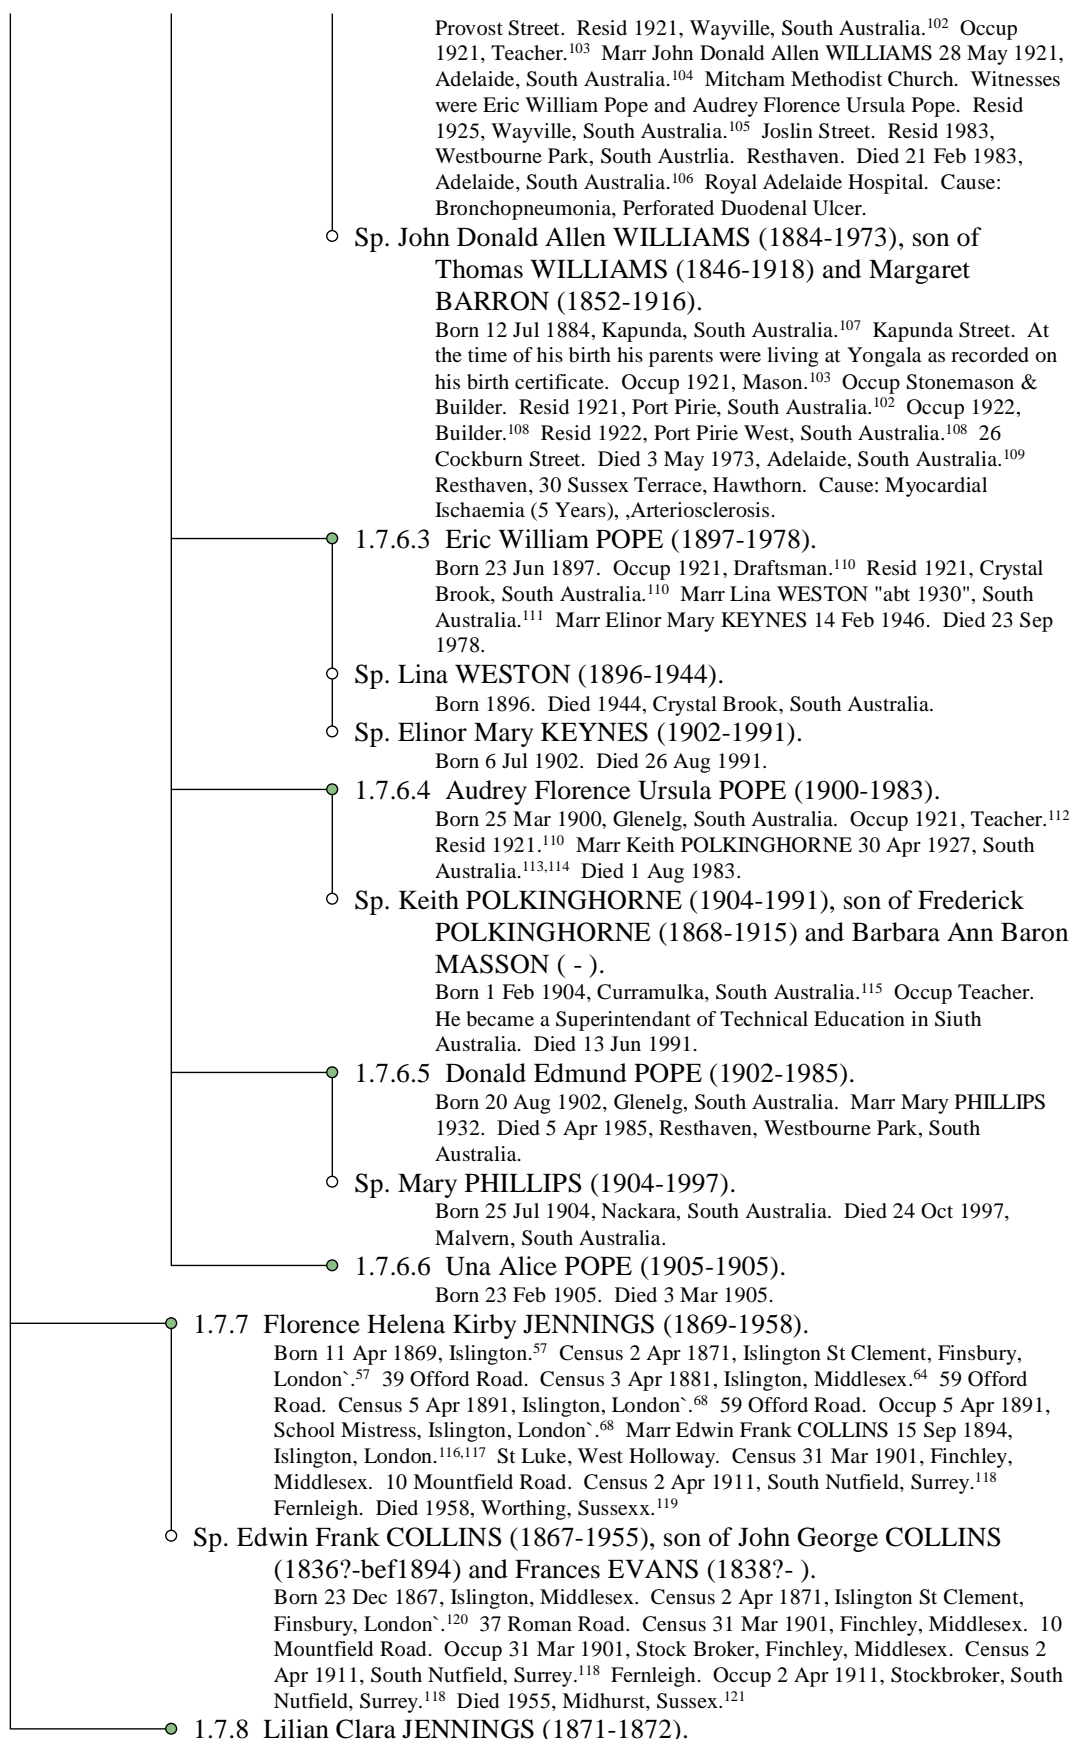 Provost Street.  Resid 1921, Wayville, South Australia.102  Occup
1921, Teacher.103  Marr John Donald Allen WILLIAMS 28 May 1921,
Adelaide, South Australia.104  Mitcham Methodist Church.  Witnesses
were Eric William Pope and Audrey Florence Ursula Pope.  Resid
1925, Wayville, South Australia.105  Joslin Street.  Resid 1983,
Westbourne Park, South Austrlia.  Resthaven.  Died 21 Feb 1983,
Adelaide, South Australia.106  Royal Adelaide Hospital.  Cause:
Bronchopneumonia, Perforated Duodenal Ulcer.
Sp. John Donald Allen WILLIAMS (1884-1973), son of
Thomas WILLIAMS (1846-1918) and Margaret
BARRON (1852-1916).
Born 12 Jul 1884, Kapunda, South Australia.107  Kapunda Street.  At
the time of his birth his parents were living at Yongala as recorded on
his birth certificate.  Occup 1921, Mason.103  Occup Stonemason &
Builder.  Resid 1921, Port Pirie, South Australia.102  Occup 1922,
Builder.108  Resid 1922, Port Pirie West, South Australia.108  26
Cockburn Street.  Died 3 May 1973, Adelaide, South Australia.109
Resthaven, 30 Sussex Terrace, Hawthorn.  Cause: Myocardial
Ischaemia (5 Years), ,Arteriosclerosis.
1.7.6.3  Eric William POPE (1897-1978).
Born 23 Jun 1897.  Occup 1921, Draftsman.110  Resid 1921, Crystal
Brook, South Australia.110  Marr Lina WESTON "abt 1930", South
Australia.111  Marr Elinor Mary KEYNES 14 Feb 1946.  Died 23 Sep
1978.
Sp. Lina WESTON (1896-1944).
Born 1896.  Died 1944, Crystal Brook, South Australia.
Sp. Elinor Mary KEYNES (1902-1991).
Born 6 Jul 1902.  Died 26 Aug 1991.
1.7.6.4  Audrey Florence Ursula POPE (1900-1983).
Born 25 Mar 1900, Glenelg, South Australia.  Occup 1921, Teacher.112
Resid 1921.110  Marr Keith POLKINGHORNE 30 Apr 1927, South
Australia.113,114  Died 1 Aug 1983.
Sp. Keith POLKINGHORNE (1904-1991), son of Frederick
POLKINGHORNE (1868-1915) and Barbara Ann Baron
MASSON ( - ).
Born 1 Feb 1904, Curramulka, South Australia.115  Occup Teacher.
He became a Superintendant of Technical Education in Siuth
Australia.  Died 13 Jun 1991.
1.7.6.5  Donald Edmund POPE (1902-1985).
Born 20 Aug 1902, Glenelg, South Australia.  Marr Mary PHILLIPS
1932.  Died 5 Apr 1985, Resthaven, Westbourne Park, South
Australia.
Sp. Mary PHILLIPS (1904-1997).
Born 25 Jul 1904, Nackara, South Australia.  Died 24 Oct 1997,
Malvern, South Australia.
1.7.6.6  Una Alice POPE (1905-1905).
Born 23 Feb 1905.  Died 3 Mar 1905.
1.7.7  Florence Helena Kirby JENNINGS (1869-1958).
Born 11 Apr 1869, Islington.57  Census 2 Apr 1871, Islington St Clement, Finsbury,
London`.57  39 Offord Road.  Census 3 Apr 1881, Islington, Middlesex.64  59 Offord
Road.  Census 5 Apr 1891, Islington, London`.68  59 Offord Road.  Occup 5 Apr 1891,
School Mistress, Islington, London`.68  Marr Edwin Frank COLLINS 15 Sep 1894,
Islington, London.116,117  St Luke, West Holloway.  Census 31 Mar 1901, Finchley,
Middlesex.  10 Mountfield Road.  Census 2 Apr 1911, South Nutfield, Surrey.118
Fernleigh.  Died 1958, Worthing, Sussexx.119
Sp. Edwin Frank COLLINS (1867-1955), son of John George COLLINS
(1836?-bef1894) and Frances EVANS (1838?- ).
Born 23 Dec 1867, Islington, Middlesex.  Census 2 Apr 1871, Islington St Clement,
Finsbury, London`.120  37 Roman Road.  Census 31 Mar 1901, Finchley, Middlesex.  10
Mountfield Road.  Occup 31 Mar 1901, Stock Broker, Finchley, Middlesex.  Census 2
Apr 1911, South Nutfield, Surrey.118  Fernleigh.  Occup 2 Apr 1911, Stockbroker, South
Nutfield, Surrey.118  Died 1955, Midhurst, Sussex.121
1.7.8  Lilian Clara JENNINGS (1871-1872).